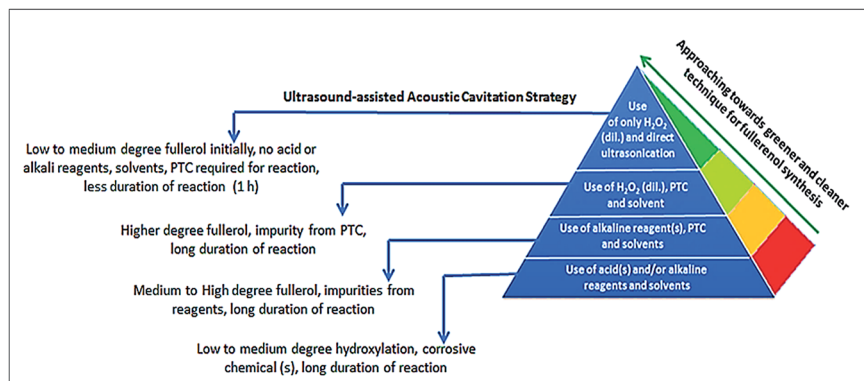 Ultrasound-assisted Acoustic Cavitation Strategy
Low to medium degree fullerol initially, no acid or
alkali reagents, solvents, PTC required for reaction,
less duration of reaction (1 h)
Higher degree fullerol, impurity from PTC,
long duration of reaction
Medium to High degree fullerol, impurities from
reagents, long duration of reaction
Low to medium degree hydroxylation, corrosive
chemical (s), long duration of reaction
Use
of only H₂O₂
(dil.) and direct
ultrasonication
Use of H₂O₂ (dil.), PTC
and solvent
Use of alkaline reagent(s), PTC
and solvents
Use of acid(s) and/or alkaline
reagents and solvents
Approaching towards greener and cleaner
technique for fullerenol synthesis